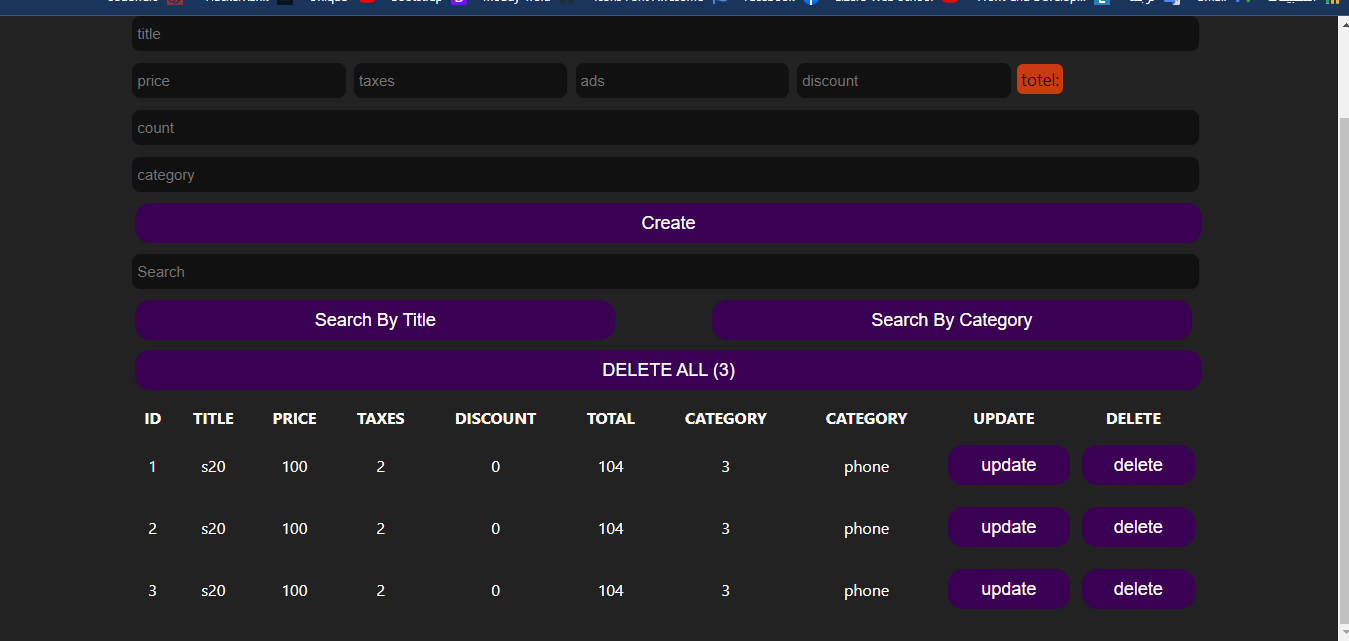 title
price taxes ads discount totel:
count
category
Create
Search
Search By Title Search By Category
DELETE ALL (3)
ID TITLE PRICE TAXES DISCOUNT TOTAL CATEGORY CATEGORY UPDATE DELETE
1 s20 100 2 0 104 3 phone update delete
2 s20 100 2 0 104 3 phone update delete
3 s20 100 2 0 104 3 phone update delete